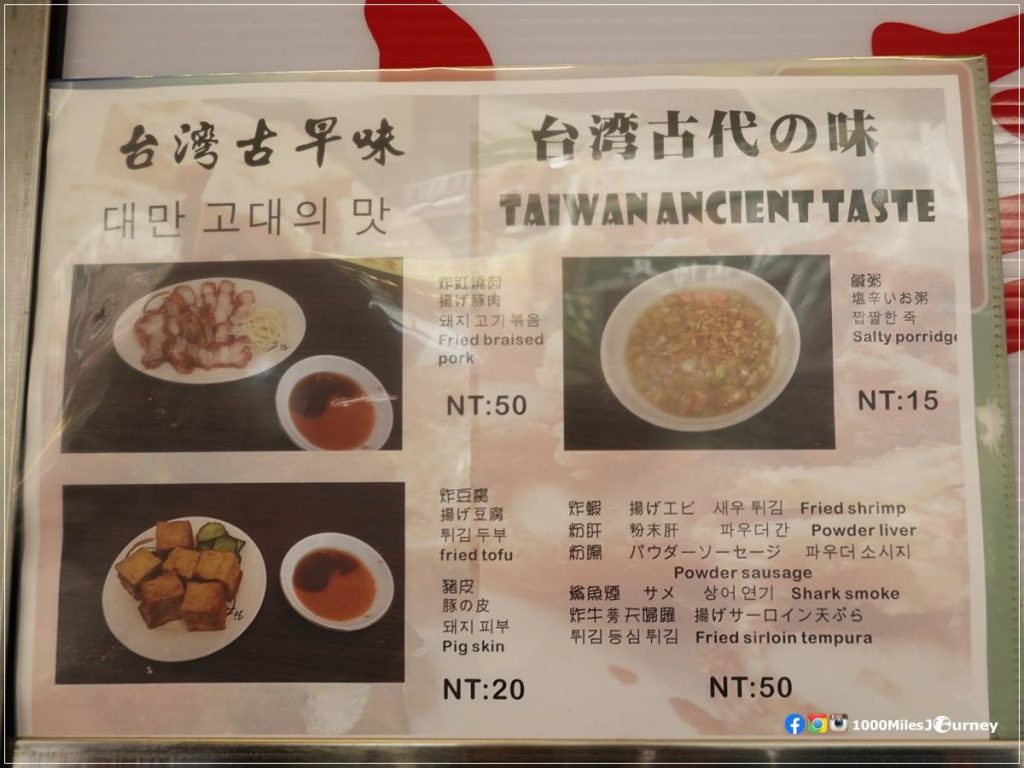 台湾古早味
대만 고대의 맛
台湾古代の味
TAIWAN ANCIENT TASTE
炸紅燒肉
揚げ豚肉
돼지 고기 볶음
Fried braised
pork
NT:50
鹹粥
塩辛いお粥
짭짤한 죽
Salty porridge
NT:15
炸豆腐
揚げ豆腐
튀김 두부
fried tofu
豬皮
豚の皮
돼지 피부
Pig skin
NT:20
炸蝦 揚げエビ 새우 튀김 Fried shrimp
粉肝 粉末肝 파우더 간 Powder liver
粉腸 パウダーソーセージ 파우더 소시지
Powder sausage
鯊魚煙 サメ 상어 연기 Shark smoke
炸牛蒡天婦羅 揚げサーロイン天ぷら
튀김 등심 튀김 Fried sirloin tempura
NT:50
1000MilesJourney